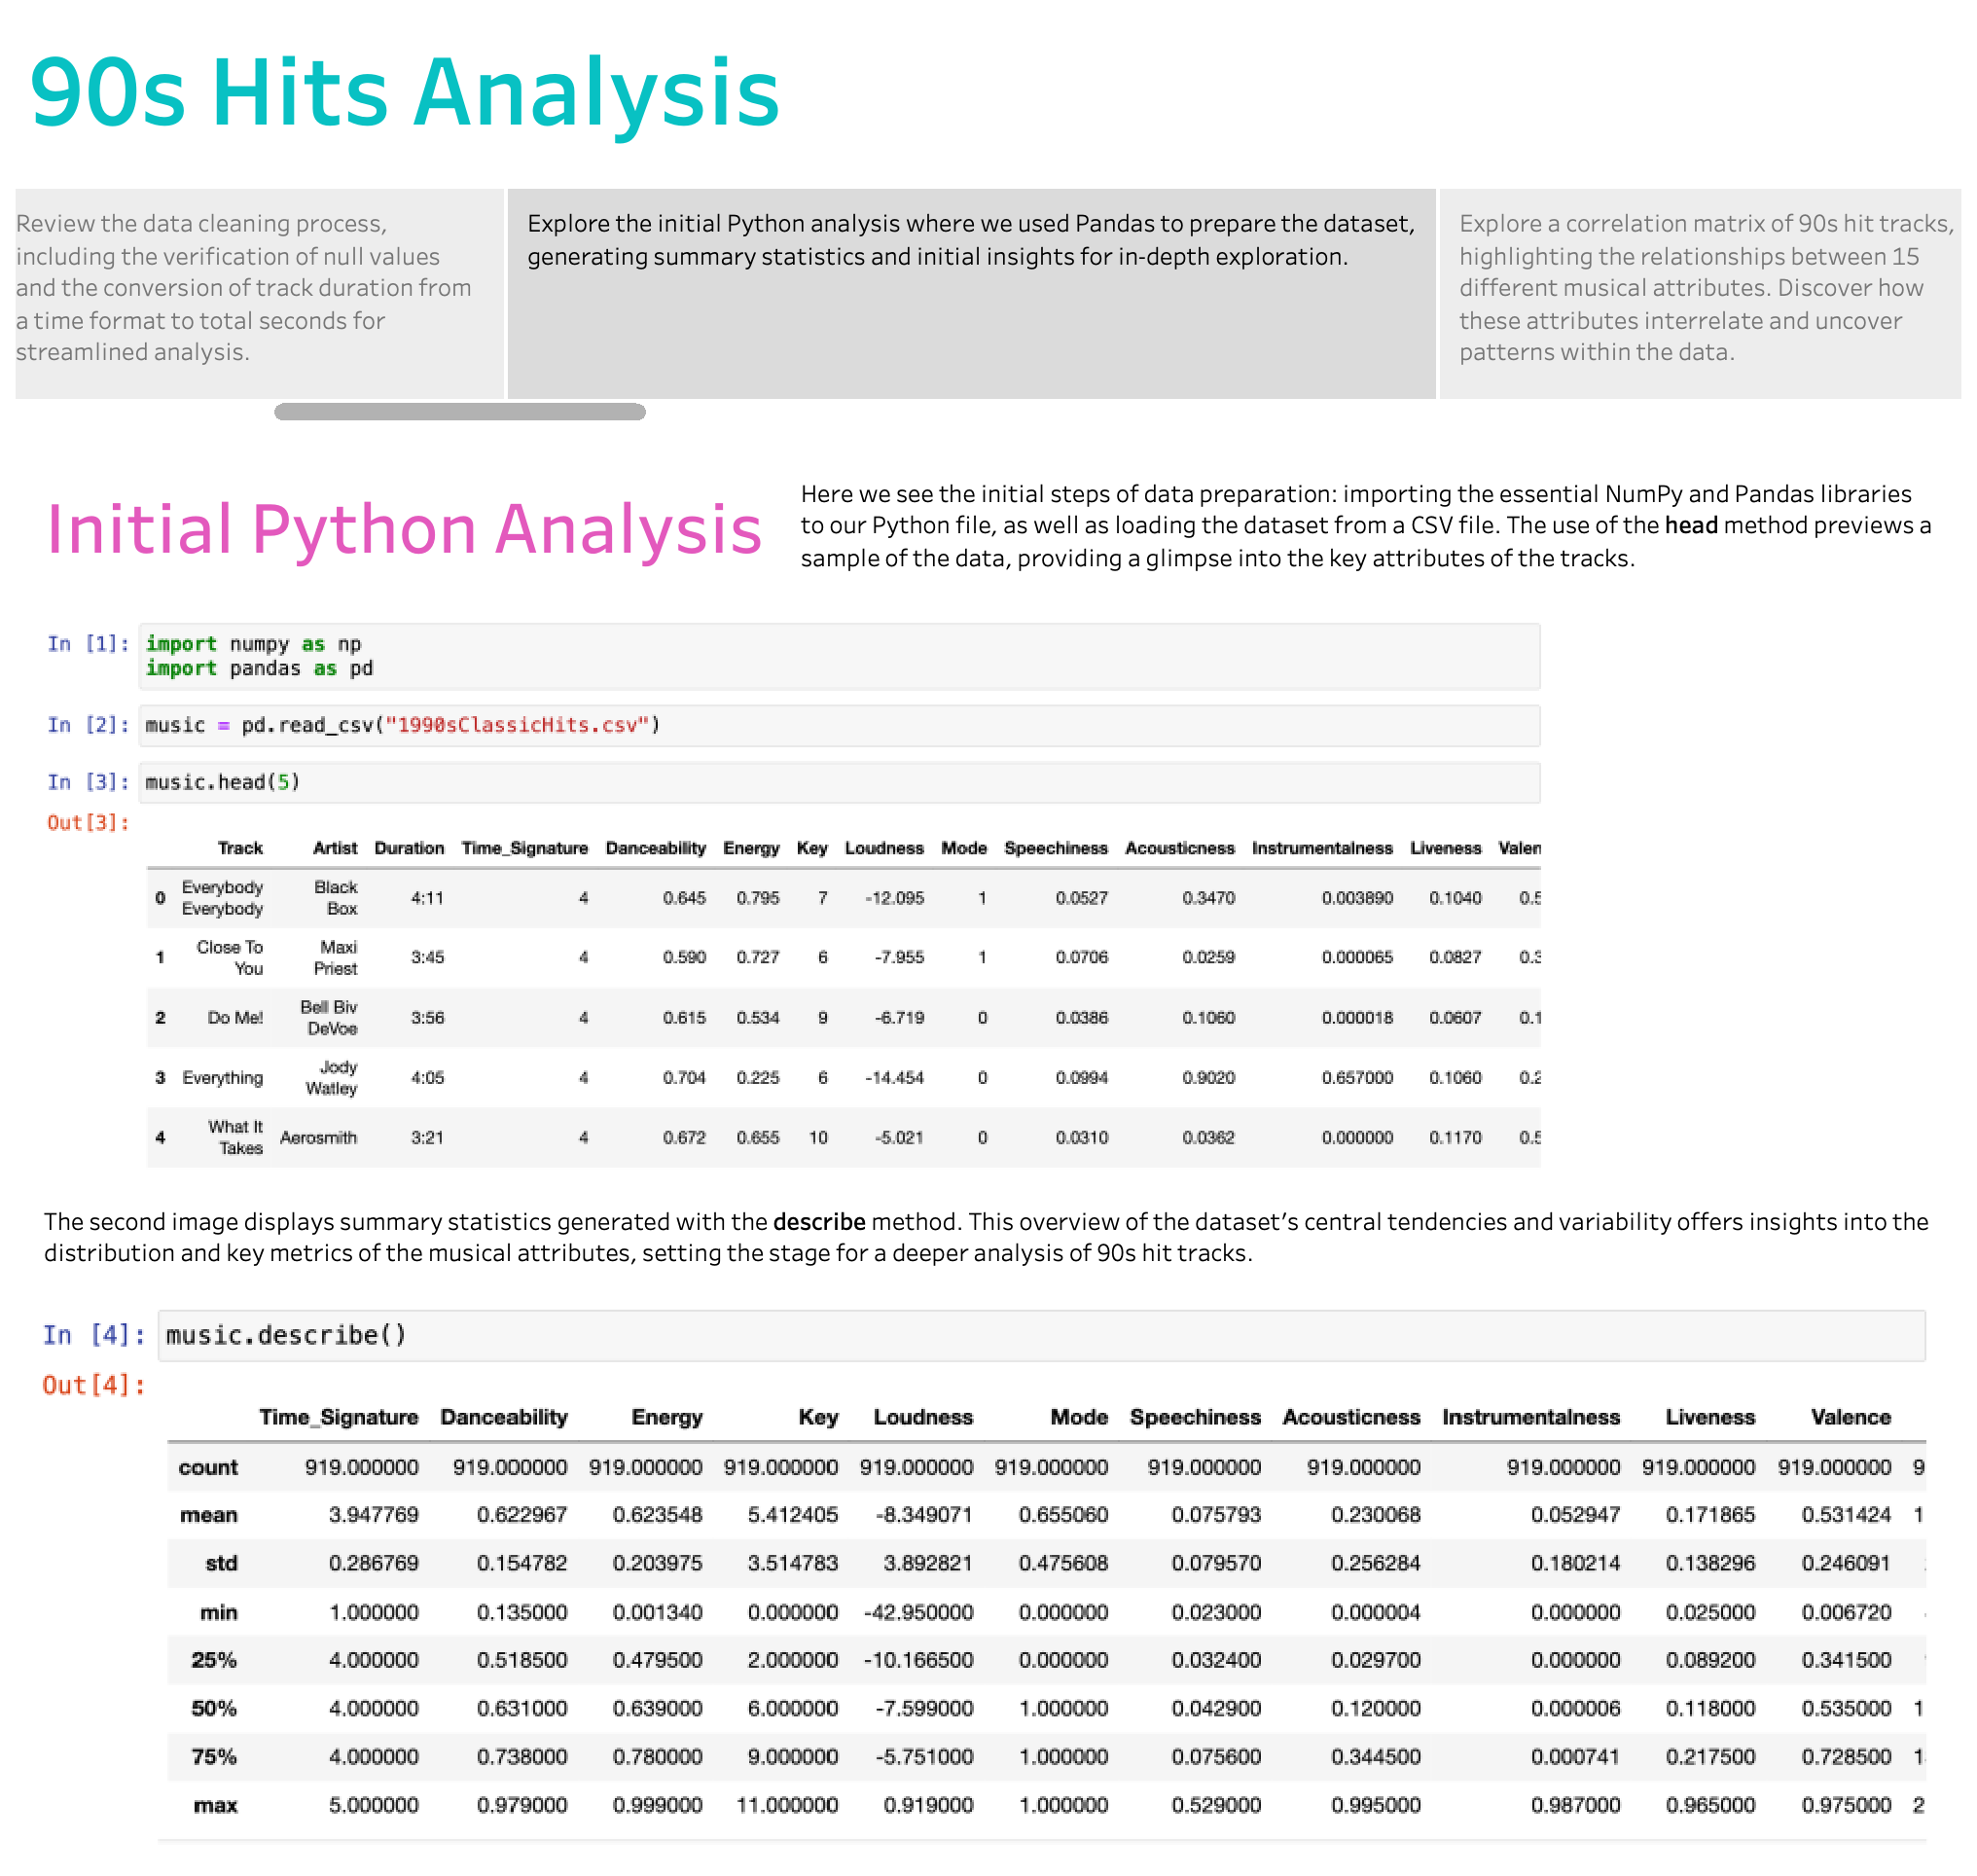 90s Hits Analysis
Review the data cleaning process,
including the verification of null values
and the conversion of track duration from
a time format to total seconds for
streamlined analysis.
Explore the initial Python analysis where we used Pandas to prepare the dataset,
generating summary statistics and initial insights for in-depth exploration.
Explore a correlation matrix of 90s hit tracks,
highlighting the relationships between 15
different musical attributes. Discover how
these attributes interrelate and uncover
patterns within the data.
Initial Python Analysis
Here we see the initial steps of data preparation: importing the essential NumPy and Pandas libraries
to our Python file, as well as loading the dataset from a CSV file. The use of the head method previews a
sample of the data, providing a glimpse into the key attributes of the tracks.
In [1]: import numpy as np
import pandas as pd
In [2]: music = pd.read_csv("1990sClassicHits.csv")
In [3]: music.head(5)
Out[3]:
Track Artist Duration Time_Signature Danceability Energy Key Loudness Mode Speechiness Acousticness Instrumentalness Liveness Valen
0 Everybody Everybody Black Box 4:11 4 0.645 0.795 7 -12.095 1 0.0527 0.3470 0.003890 0.1040 0.5
1 Close To You Maxi Priest 3:45 4 0.590 0.727 6 -7.955 1 0.0706 0.0259 0.000065 0.0827 0.3
2 Do Me! Bell Biv DeVoe 3:56 4 0.615 0.534 9 -6.719 0 0.0386 0.1060 0.000018 0.0607 0.1
3 Everything Jody Watley 4:05 4 0.704 0.225 6 -14.454 0 0.0994 0.9020 0.657000 0.1060 0.2
4 What It Takes Aerosmith 3:21 4 0.672 0.655 10 -5.021 0 0.0310 0.0362 0.000000 0.1170 0.5
The second image displays summary statistics generated with the describe method. This overview of the dataset's central tendencies and variability offers insights into the
distribution and key metrics of the musical attributes, setting the stage for a deeper analysis of 90s hit tracks.
In [4]: music.describe()
Out[4]:
Time_Signature Danceability Energy Key Loudness Mode Speechiness Acousticness Instrumentalness Liveness Valence
count 919.000000 919.000000 919.000000 919.000000 919.000000 919.000000 919.000000 919.000000 919.000000 919.000000 919.000000 9
mean 3.947769 0.622967 0.623548 5.412405 -8.349071 0.655060 0.075793 0.230068 0.052947 0.171865 0.531424 1
std 0.286769 0.154782 0.203975 3.514783 3.892821 0.475608 0.079570 0.256284 0.180214 0.138296 0.246091
min 1.000000 0.135000 0.001340 0.000000 -42.950000 0.000000 0.023000 0.000004 0.000000 0.025000 0.006720
25% 4.000000 0.518500 0.479500 2.000000 -10.166500 0.000000 0.032400 0.029700 0.000000 0.089200 0.341500
50% 4.000000 0.631000 0.639000 6.000000 -7.599000 1.000000 0.042900 0.120000 0.000006 0.118000 0.535000 1
75% 4.000000 0.738000 0.780000 9.000000 -5.751000 1.000000 0.075600 0.344500 0.000741 0.217500 0.728500 1
max 5.000000 0.979000 0.999000 11.000000 0.919000 1.000000 0.529000 0.995000 0.987000 0.965000 0.975000 2